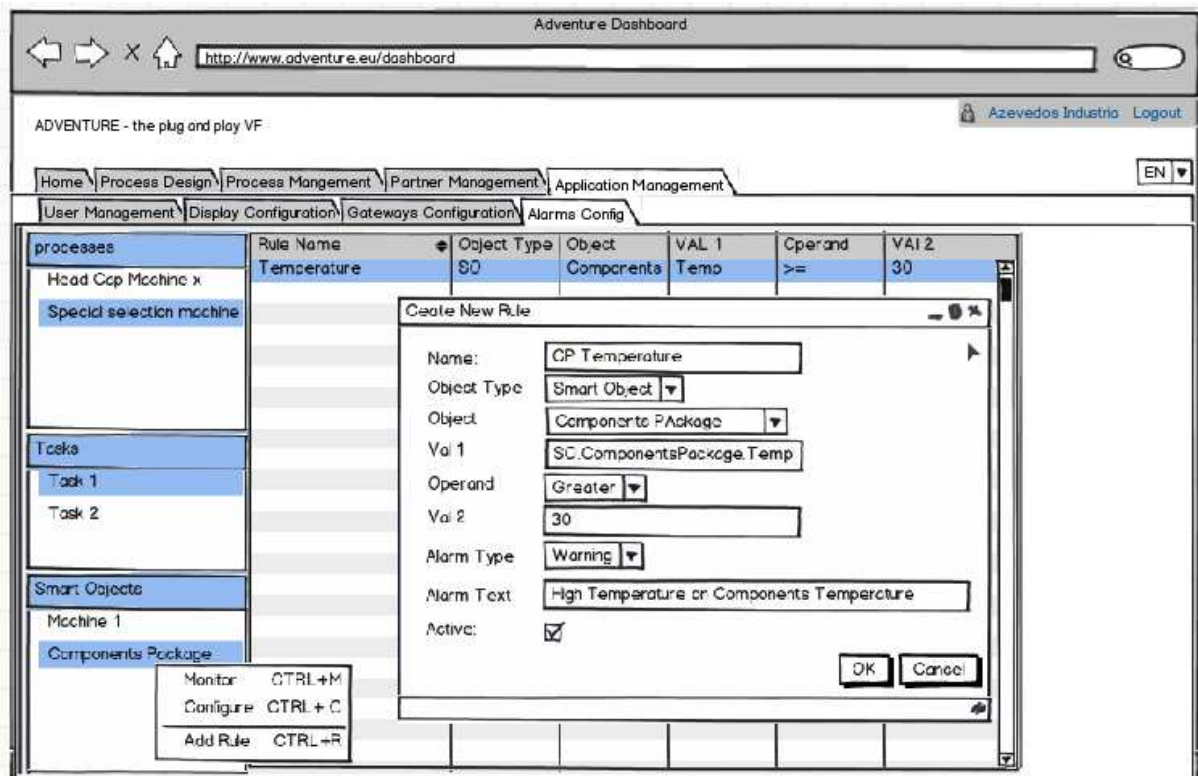 Adventure Dashboard
http://www.adventure.eu/dashboard
Azevedos Industria Logout
ADVENTURE - the plug and play VF
EN
Home Process Design Process Mangement Partner Management Application Management
User Management Display Configuration Gateways Configuration Alarms Config
processes
Head Cap Machine x
Special selection machine
Tasks
Task 1
Task 2
Smart Objects
Machine 1
Components Package
Monitor CTRL+M
Configure CTRL + C
Add Rule CTRL+R
Rule Name Object Type Object VAL 1 Operand VAl 2
Temperature SO Components Temp >= 30
Ceate New Rule
Name: CP Temperature
Object Type Smart Object
Object Components PAckage
Val 1 SO.ComponentsPackage.Temp
Operand Greater
Val 2 30
Alarm Type Warning
Alarm Text High Temperature on Components Temperature
Active:
OK Cancel